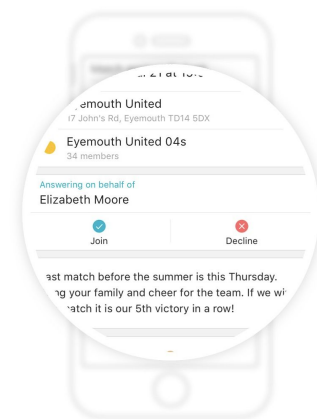 at
emouth United
17 John's Rd, Eyemouth TD14 5DX
Eyemouth United 04s
34 members
Answering on behalf of
Elizabeth Moore
Join Decline
ast match before the summer is this Thursday.
ng your family and cheer for the team. If we wi
atch it is our 5th victory in a row!